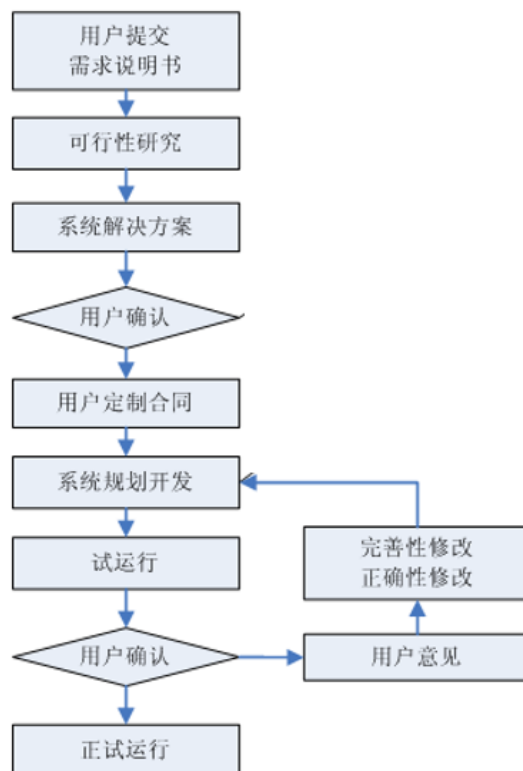 用户提交
需求说明书
可行性研究
系统解决方案
用户确认
用户定制合同
系统规划开发
试运行
完善性修改
正确性修改
用户确认
用户意见
正试运行